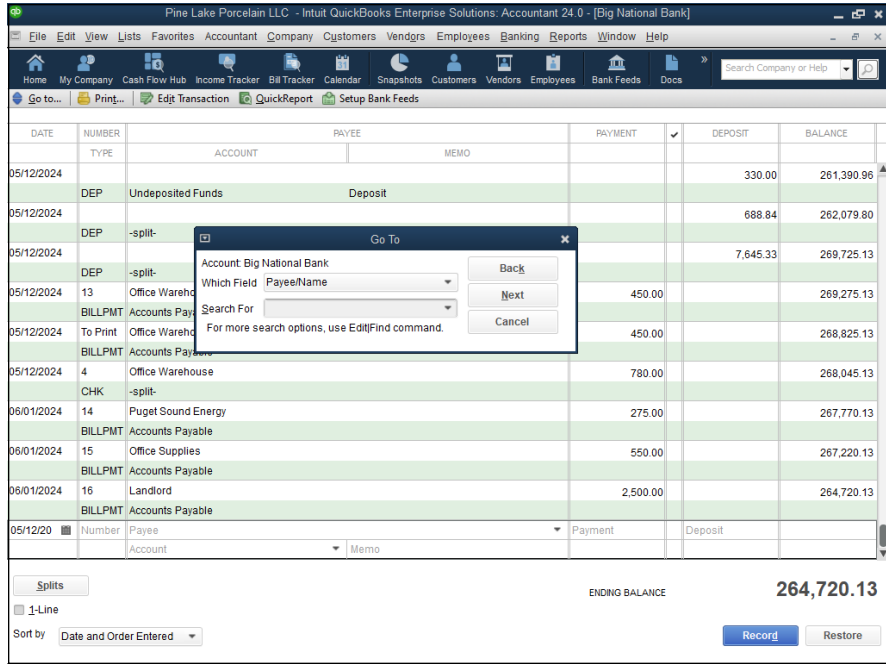 qb Pine Lake Porcelain LLC - Intuit QuickBooks Enterprise Solutions: Accountant 24.0 - [Big National Bank]
File Edit View Lists Favorites Accountant Company Customers Vendors Employees Banking Reports Window Help
Home My Company Cash Flow Hub Income Tracker Bill Tracker Calendar Snapshots Customers Vendors Employees Bank Feeds Docs » Search Company or Help
Go to... Print... Edit Transaction QuickReport Setup Bank Feeds
DATE NUMBER PAYEE PAYMENT ✓ DEPOSIT BALANCE
TYPE ACCOUNT MEMO
05/12/2024 330.00 261,390.96
DEP Undeposited Funds Deposit
05/12/2024 688.84 262,079.80
DEP -split-
05/12/2024 7,645.33 269,725.13
DEP -split-
05/12/2024 13 Office Wareho 450.00 269,275.13
BILLPMT Accounts Paya
05/12/2024 To Print Office Wareho 450.00 268,825.13
BILLPMT Accounts Payable
05/12/2024 4 Office Warehouse 780.00 268,045.13
CHK -split-
06/01/2024 14 Puget Sound Energy 275.00 267,770.13
BILLPMT Accounts Payable
06/01/2024 15 Office Supplies 550.00 267,220.13
BILLPMT Accounts Payable
06/01/2024 16 Landlord 2,500.00 264,720.13
BILLPMT Accounts Payable
05/12/20 Number Payee Payment Deposit
Account Memo
Go To
Account: Big National Bank
Back
Which Field Payee/Name
Next
Search For
Cancel
For more search options, use Edit|Find command.
Splits
ENDING BALANCE 264,720.13
1-Line
Sort by Date and Order Entered Record Restore